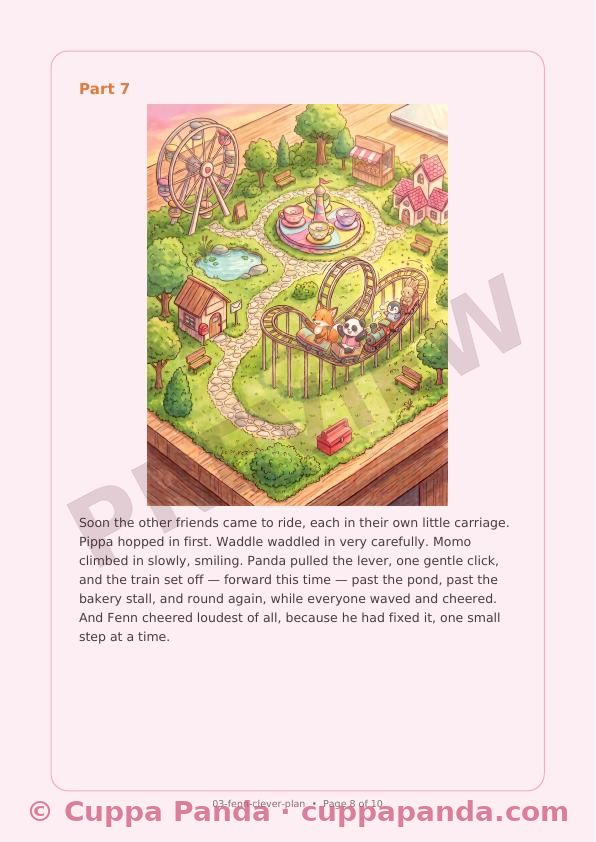 Part 7
PREVIEW
Soon the other friends came to ride, each in their own little carriage.
Pippa hopped in first. Waddle waddled in very carefully. Momo
climbed in slowly, smiling. Panda pulled the lever, one gentle click,
and the train set off — forward this time — past the pond, past the
bakery stall, and round again, while everyone waved and cheered.
And Fenn cheered loudest of all, because he had fixed it, one small
step at a time.
03-fenn-clever-plan • Page 8 of 10
© Cuppa Panda · cuppapanda.com